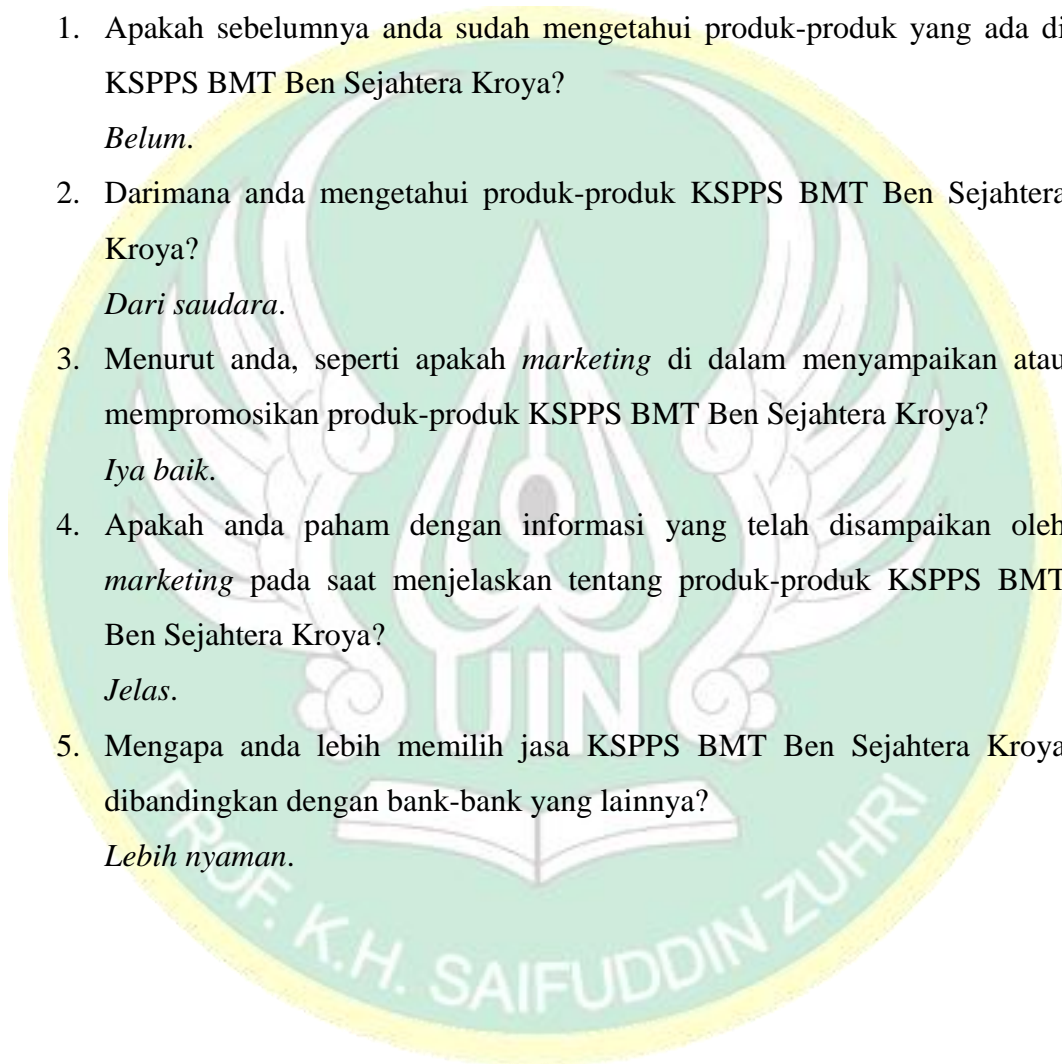 1. Apakah sebelumnya anda sudah mengetahui produk-produk yang ada di
KSPPS BMT Ben Sejahtera Kroya?
Belum.
2. Darimana anda mengetahui produk-produk KSPPS BMT Ben Sejahtera
Kroya?
Dari saudara.
3. Menurut anda, seperti apakah marketing di dalam menyampaikan atau
mempromosikan produk-produk KSPPS BMT Ben Sejahtera Kroya?
Iya baik.
4. Apakah anda paham dengan informasi yang telah disampaikan oleh
marketing pada saat menjelaskan tentang produk-produk KSPPS BMT
Ben Sejahtera Kroya?
Jelas.
5. Mengapa anda lebih memilih jasa KSPPS BMT Ben Sejahtera Kroya
dibandingkan dengan bank-bank yang lainnya?
Lebih nyaman.
UIN
PROF. K.H. SAIFUDDIN ZUHRI